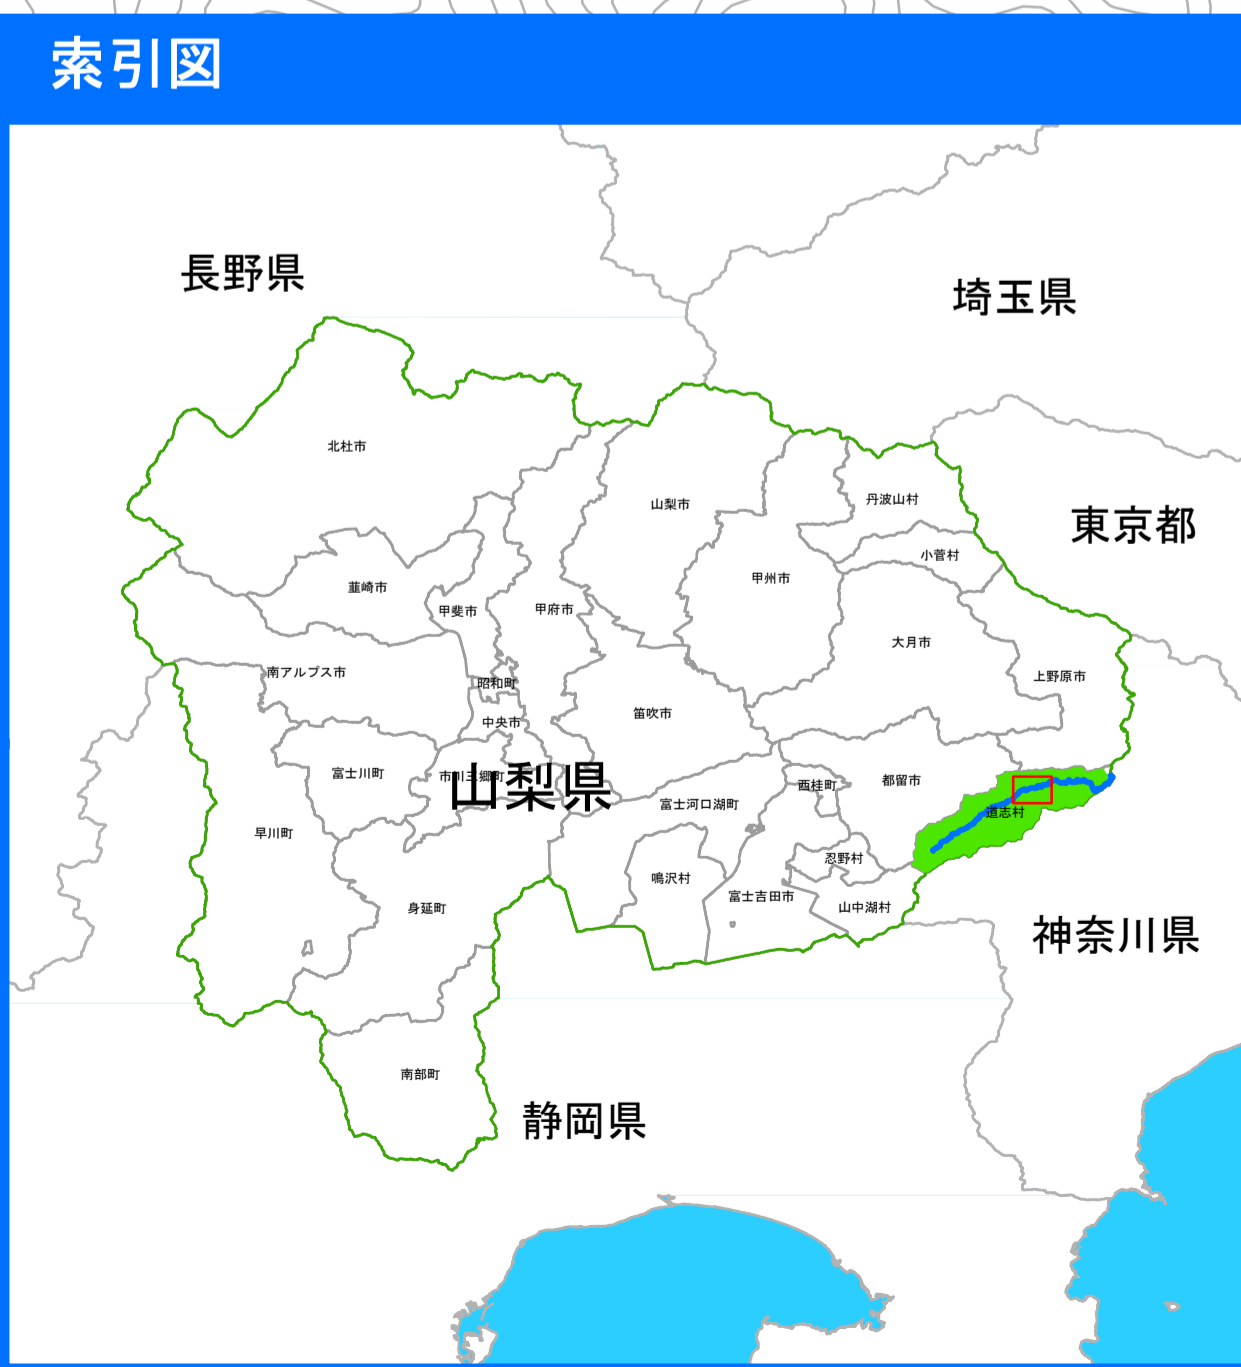 索引図
長野県
埼玉県
北杜市
山梨市
丹波山村
東京都
小菅村
甲州市
韮崎市
甲斐市
甲府市
大月市
南アルプス市
上野原市
昭和町
笛吹市
中央市
富士川町
市川三郷町
山梨県
西桂町
都留市
富士河口湖町
道志村
早川町
忍野村
鳴沢村
富士吉田市
山中湖村
身延町
神奈川県
南部町
静岡県